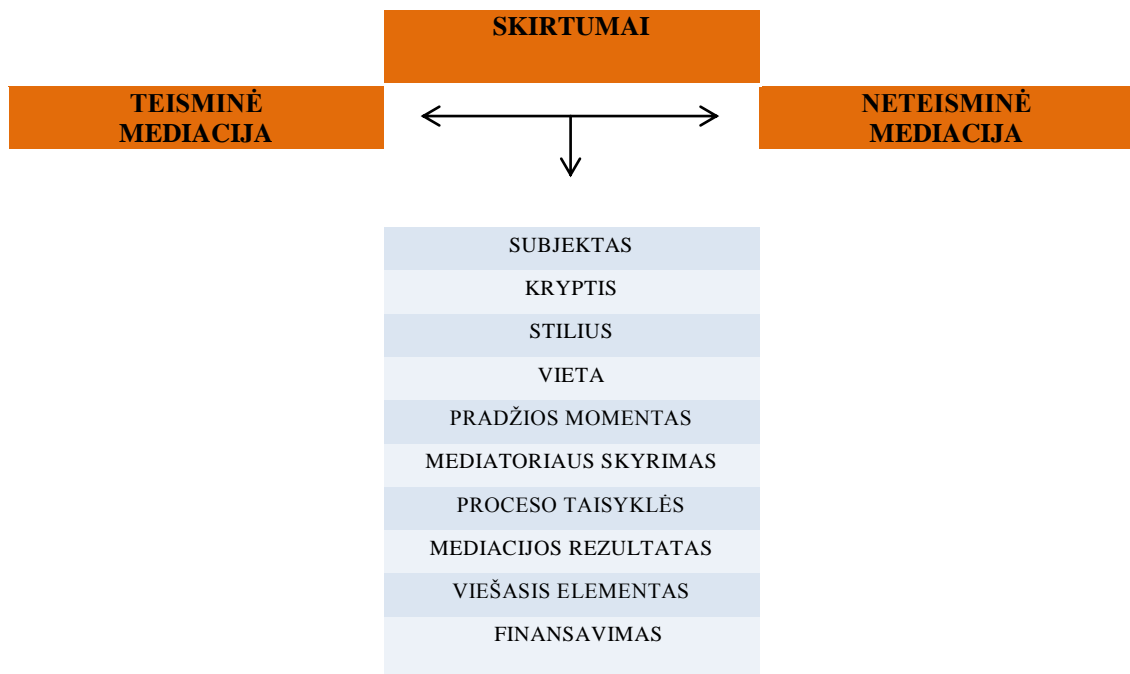 SKIRTUMAI
TEISMINĖ
MEDIACIJA
NETEISMINĖ
MEDIACIJA
SUBJEKTAS
KRYPTIS
STILIUS
VIETA
PRADŽIOS MOMENTAS
MEDIATORIAUS SKYRIMAS
PROCESO TAISYKLĖS
MEDIACIJOS REZULTATAS
VIEŠASIS ELEMENTAS
FINANSAVIMAS